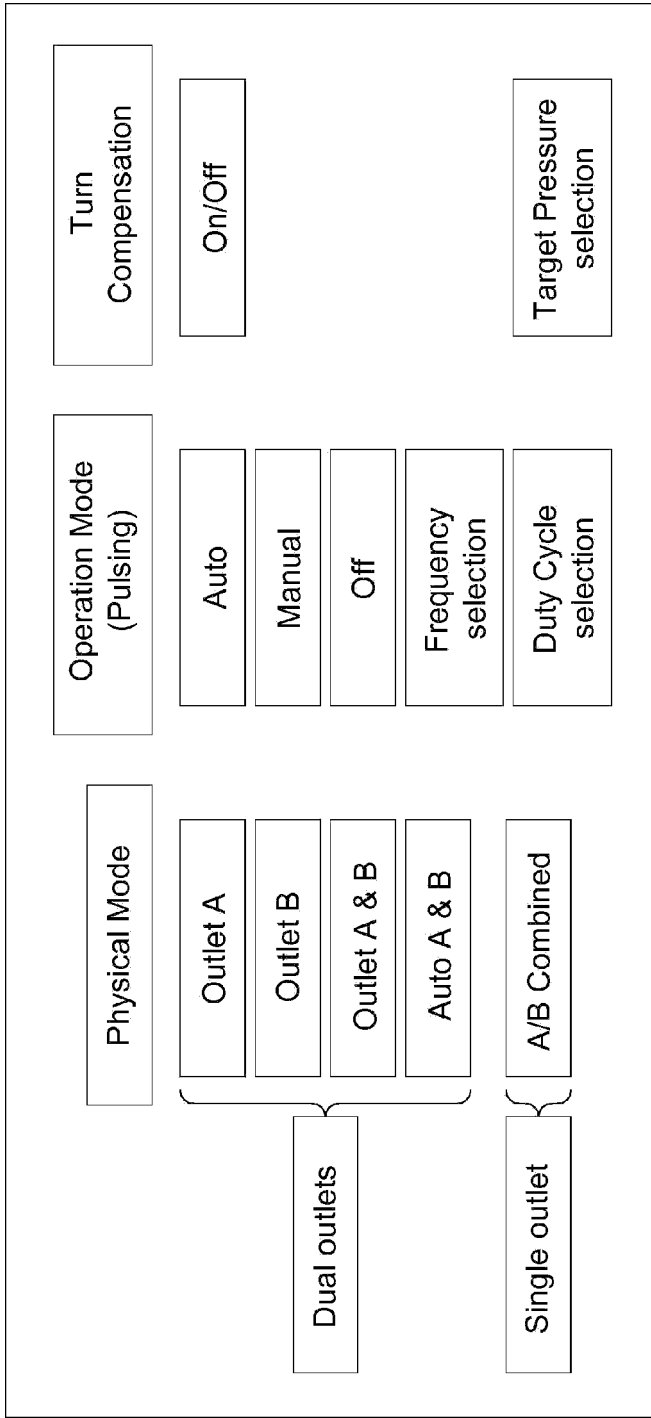 Physical Mode
Operation Mode
(Pulsing)
Turn
Compensation
Dual outlets
Outlet A
Outlet B
Outlet A & B
Auto A & B
Single outlet
A/B Combined
Auto
Manual
Off
Frequency
selection
Duty Cycle
selection
On/Off
Target Pressure
selection